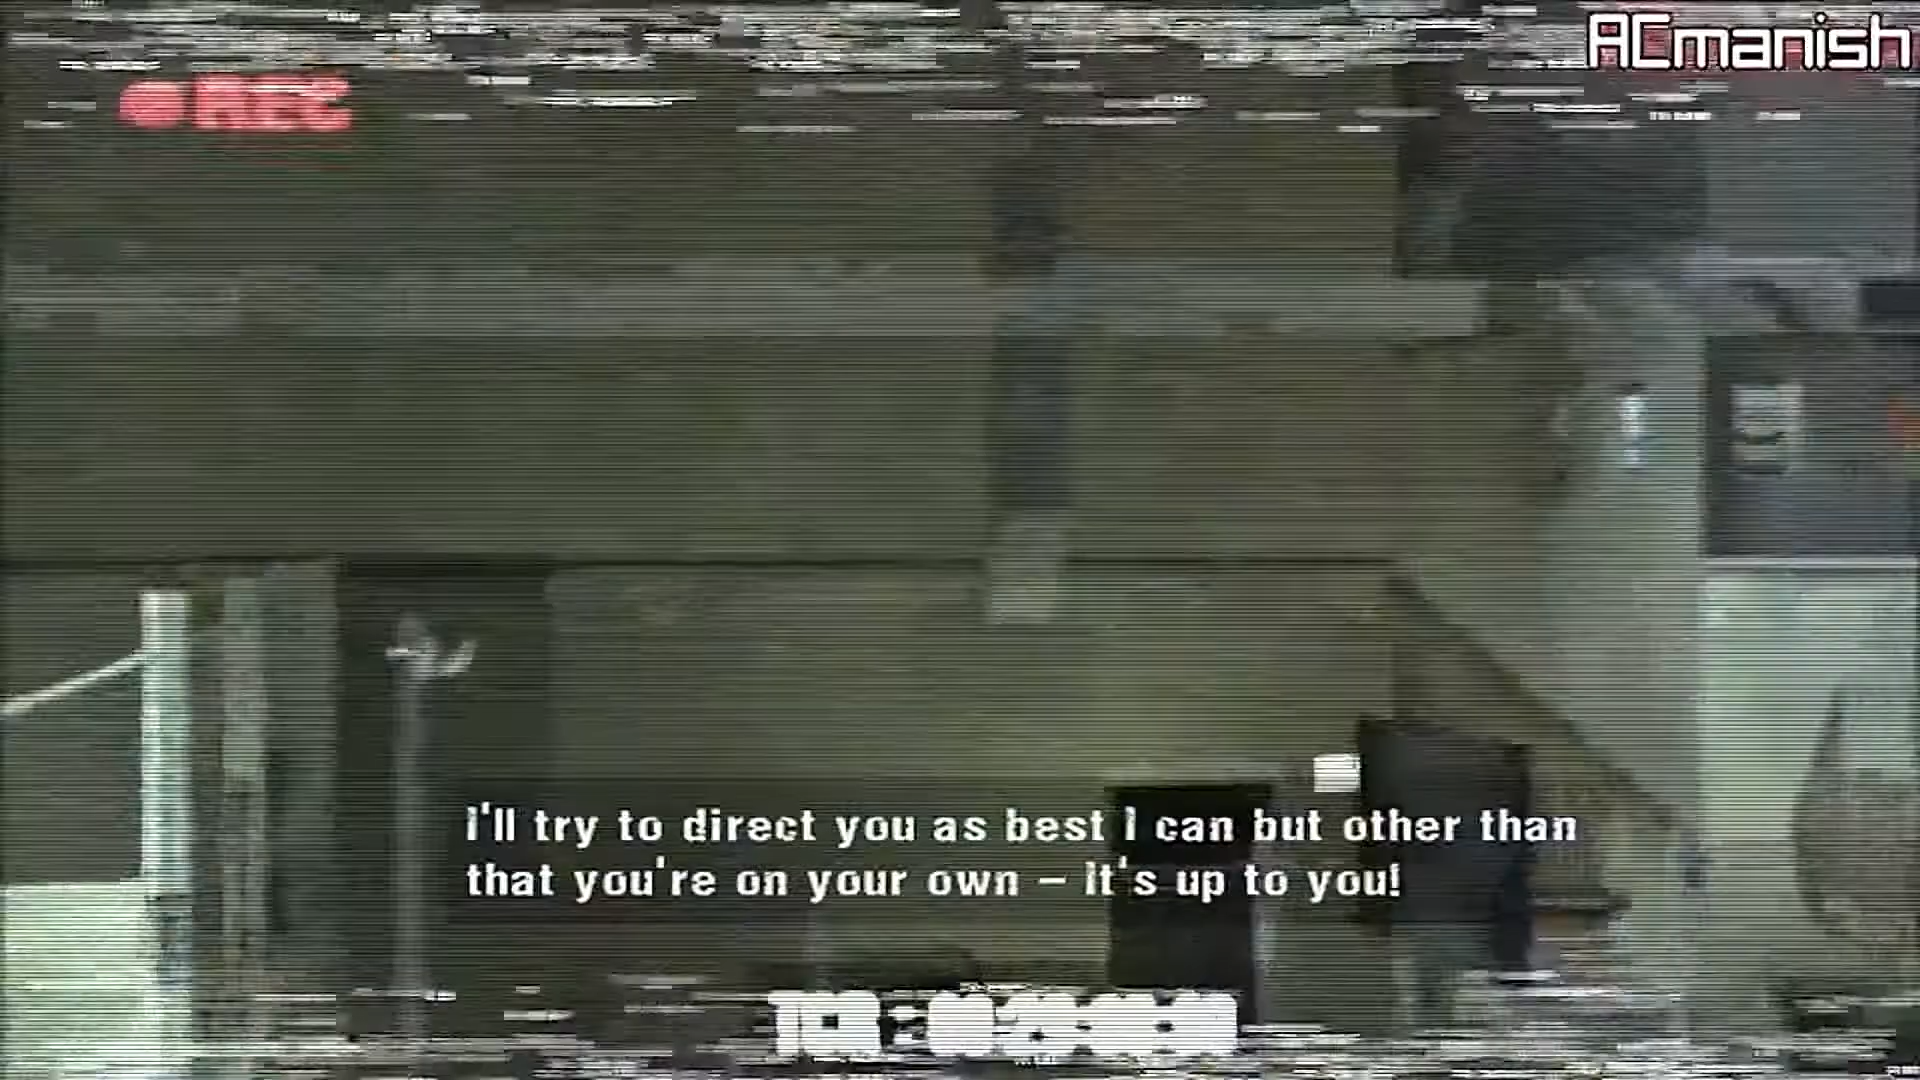 ACmanish
REC
I'll try to direct you as best I can but other than
that you're on your own – it's up to you!